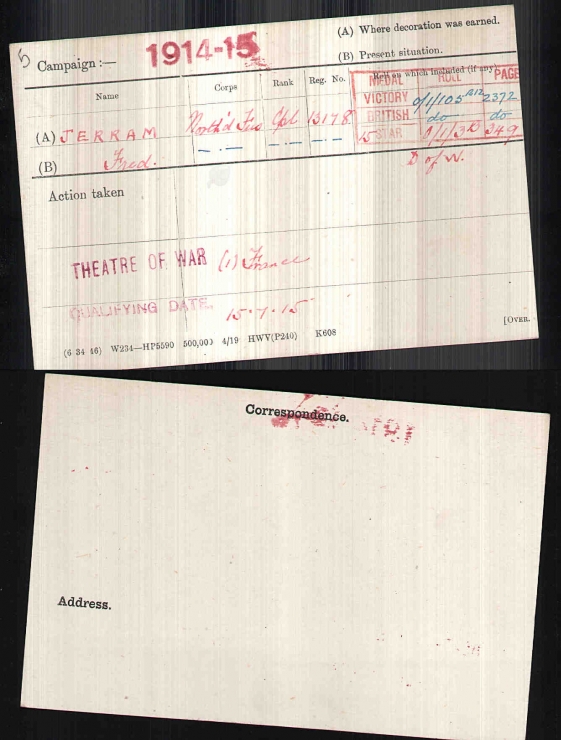 5 Campaign :— 1914-15 (A) Where decoration was earned.
(B) Present situation.
Name Corps Rank Reg. No. Roll on which included (if any)
MEDAL ROLL PAGE
(A) JERRAM North'd Fus Cpl 13178 VICTORY O/1/105 B12 2372
(B) Fred. — . — — . — — . — BRITISH do do
15 STAR 349
D of W.
Action taken
THEATRE OF WAR (1) France
QUALIFYING DATE. 15.7.15
(6 34 46) W234—HP5590 500,000 4/19 HWV(P240) K608 [OVER.
Correspondence.
Address.